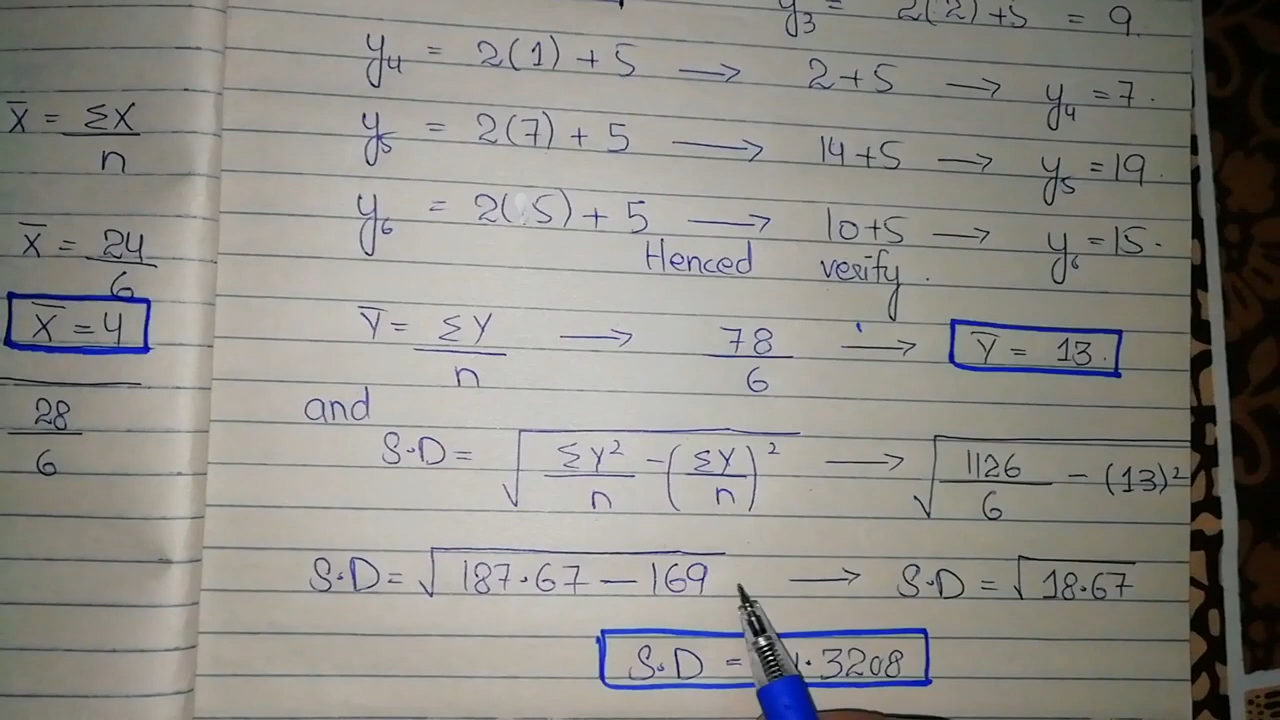 y3 = 2(2)+5 = 9
y4 = 2(1)+5 → 2+5 → y4 = 7.
X̄ = ΣX/n
y5 = 2(7)+5 → 14+5 → y5 = 19.
y6 = 2(5)+5 → 10+5 → y6 = 15.
X̄ = 24/6
Henced verify.
X̄ = 4
Ȳ = ΣY/n → 78/6 → Ȳ = 13.
28/6
and
S.D = √(ΣY²/n - (ΣY/n)²) → √(1126/6 - (13)²)
S.D = √(187.67 - 169) → S.D = √18.67
S.D = .3208